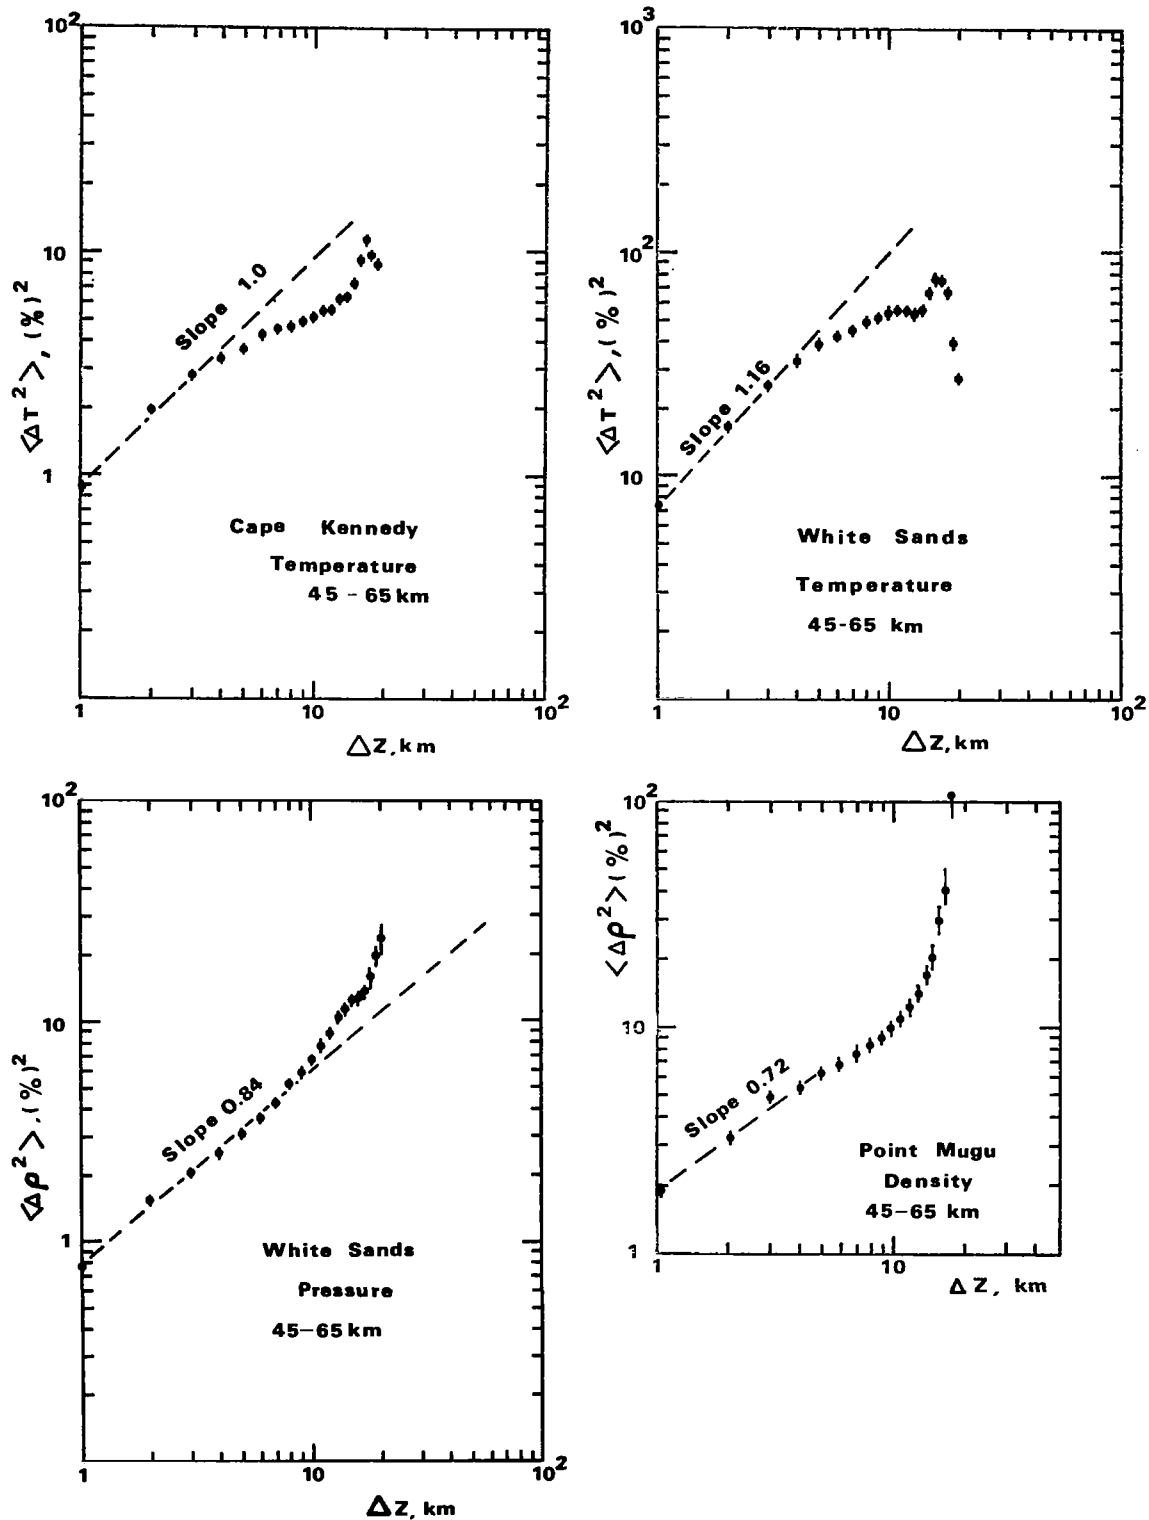 10²
10
1
<ΔT²>, (%)²
Slope 1.0
Cape Kennedy
Temperature
45 - 65 km
1
10
10²
ΔZ, km
10³
10²
10
<ΔT²>, (%)²
Slope 1.16
White Sands
Temperature
45-65 km
1
10
10²
ΔZ, km
10²
10
1
<Δp²>, (%)²
Slope 0.84
White Sands
Pressure
45-65 km
1
10
10²
ΔZ, km
10²
10
1
<Δρ²> (%)²
Slope 0.72
Point Mugu
Density
45-65 km
1
10
ΔZ, km